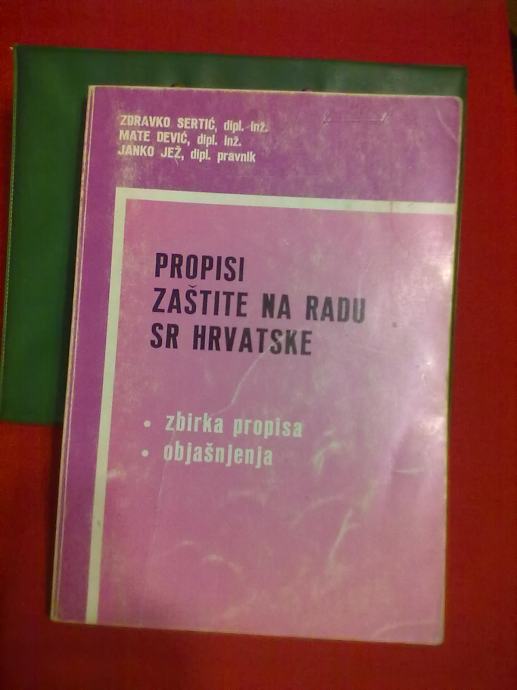 ZDRAVKO SERTIĆ, dipl. inž.
MATE DEVIĆ, dipl. inž.
JANKO JEŽ, dipl. pravnik
PROPISI
ZAŠTITE NA RADU
SR HRVATSKE
• zbirka propisa
• objašnjenja